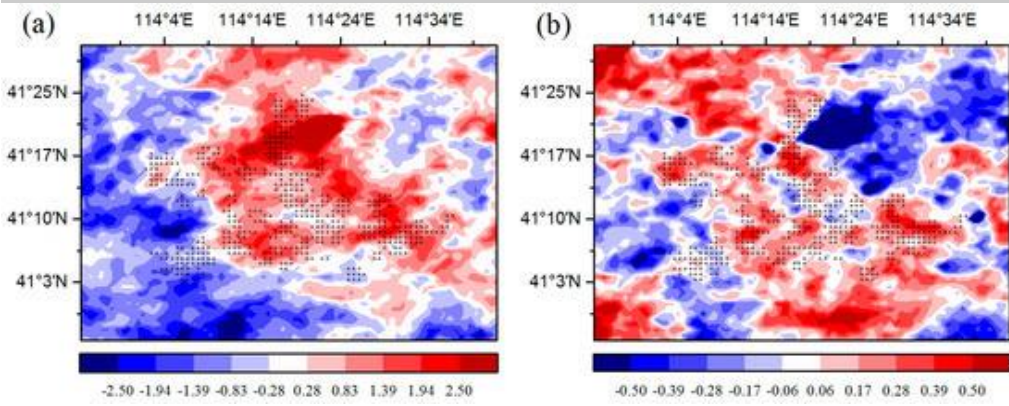 (a) 114°4'E 114°14'E 114°24'E 114°34'E
41°25'N
41°17'N
41°10'N
41°3'N
-2.50 -1.94 -1.39 -0.83 -0.28 0.28 0.83 1.39 1.94 2.50
(b) 114°4'E 114°14'E 114°24'E 114°34'E
41°25'N
41°17'N
41°10'N
41°3'N
-0.50 -0.39 -0.28 -0.17 -0.06 0.06 0.17 0.28 0.39 0.50